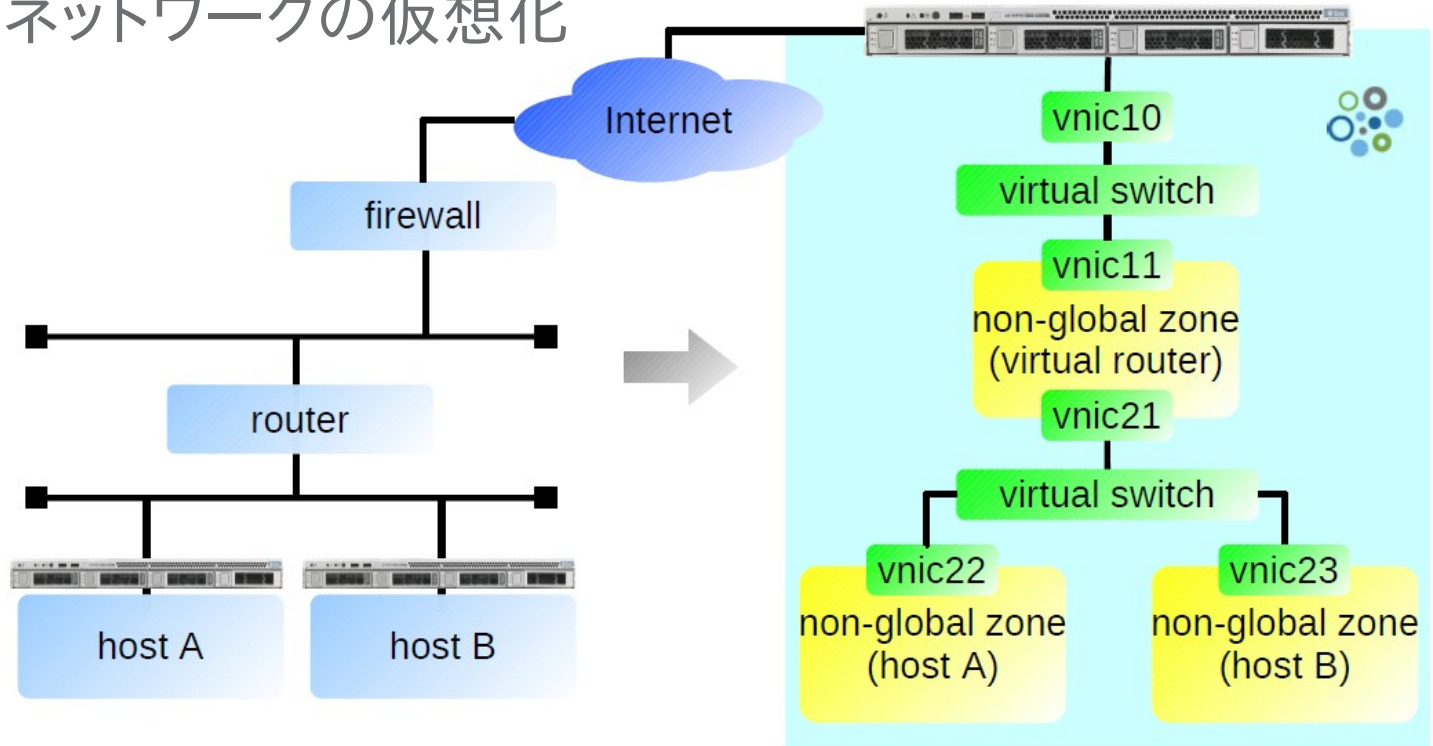 ネットワークの仮想化
Internet
firewall
router
host A
host B
vnic10
virtual switch
vnic11
non-global zone
(virtual router)
vnic21
virtual switch
vnic22
non-global zone
(host A)
vnic23
non-global zone
(host B)